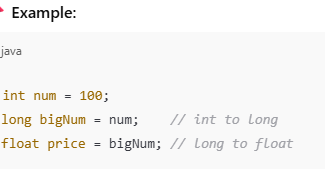 Example:
java
int num = 100;
long bigNum = num;    // int to long
float price = bigNum; // long to float